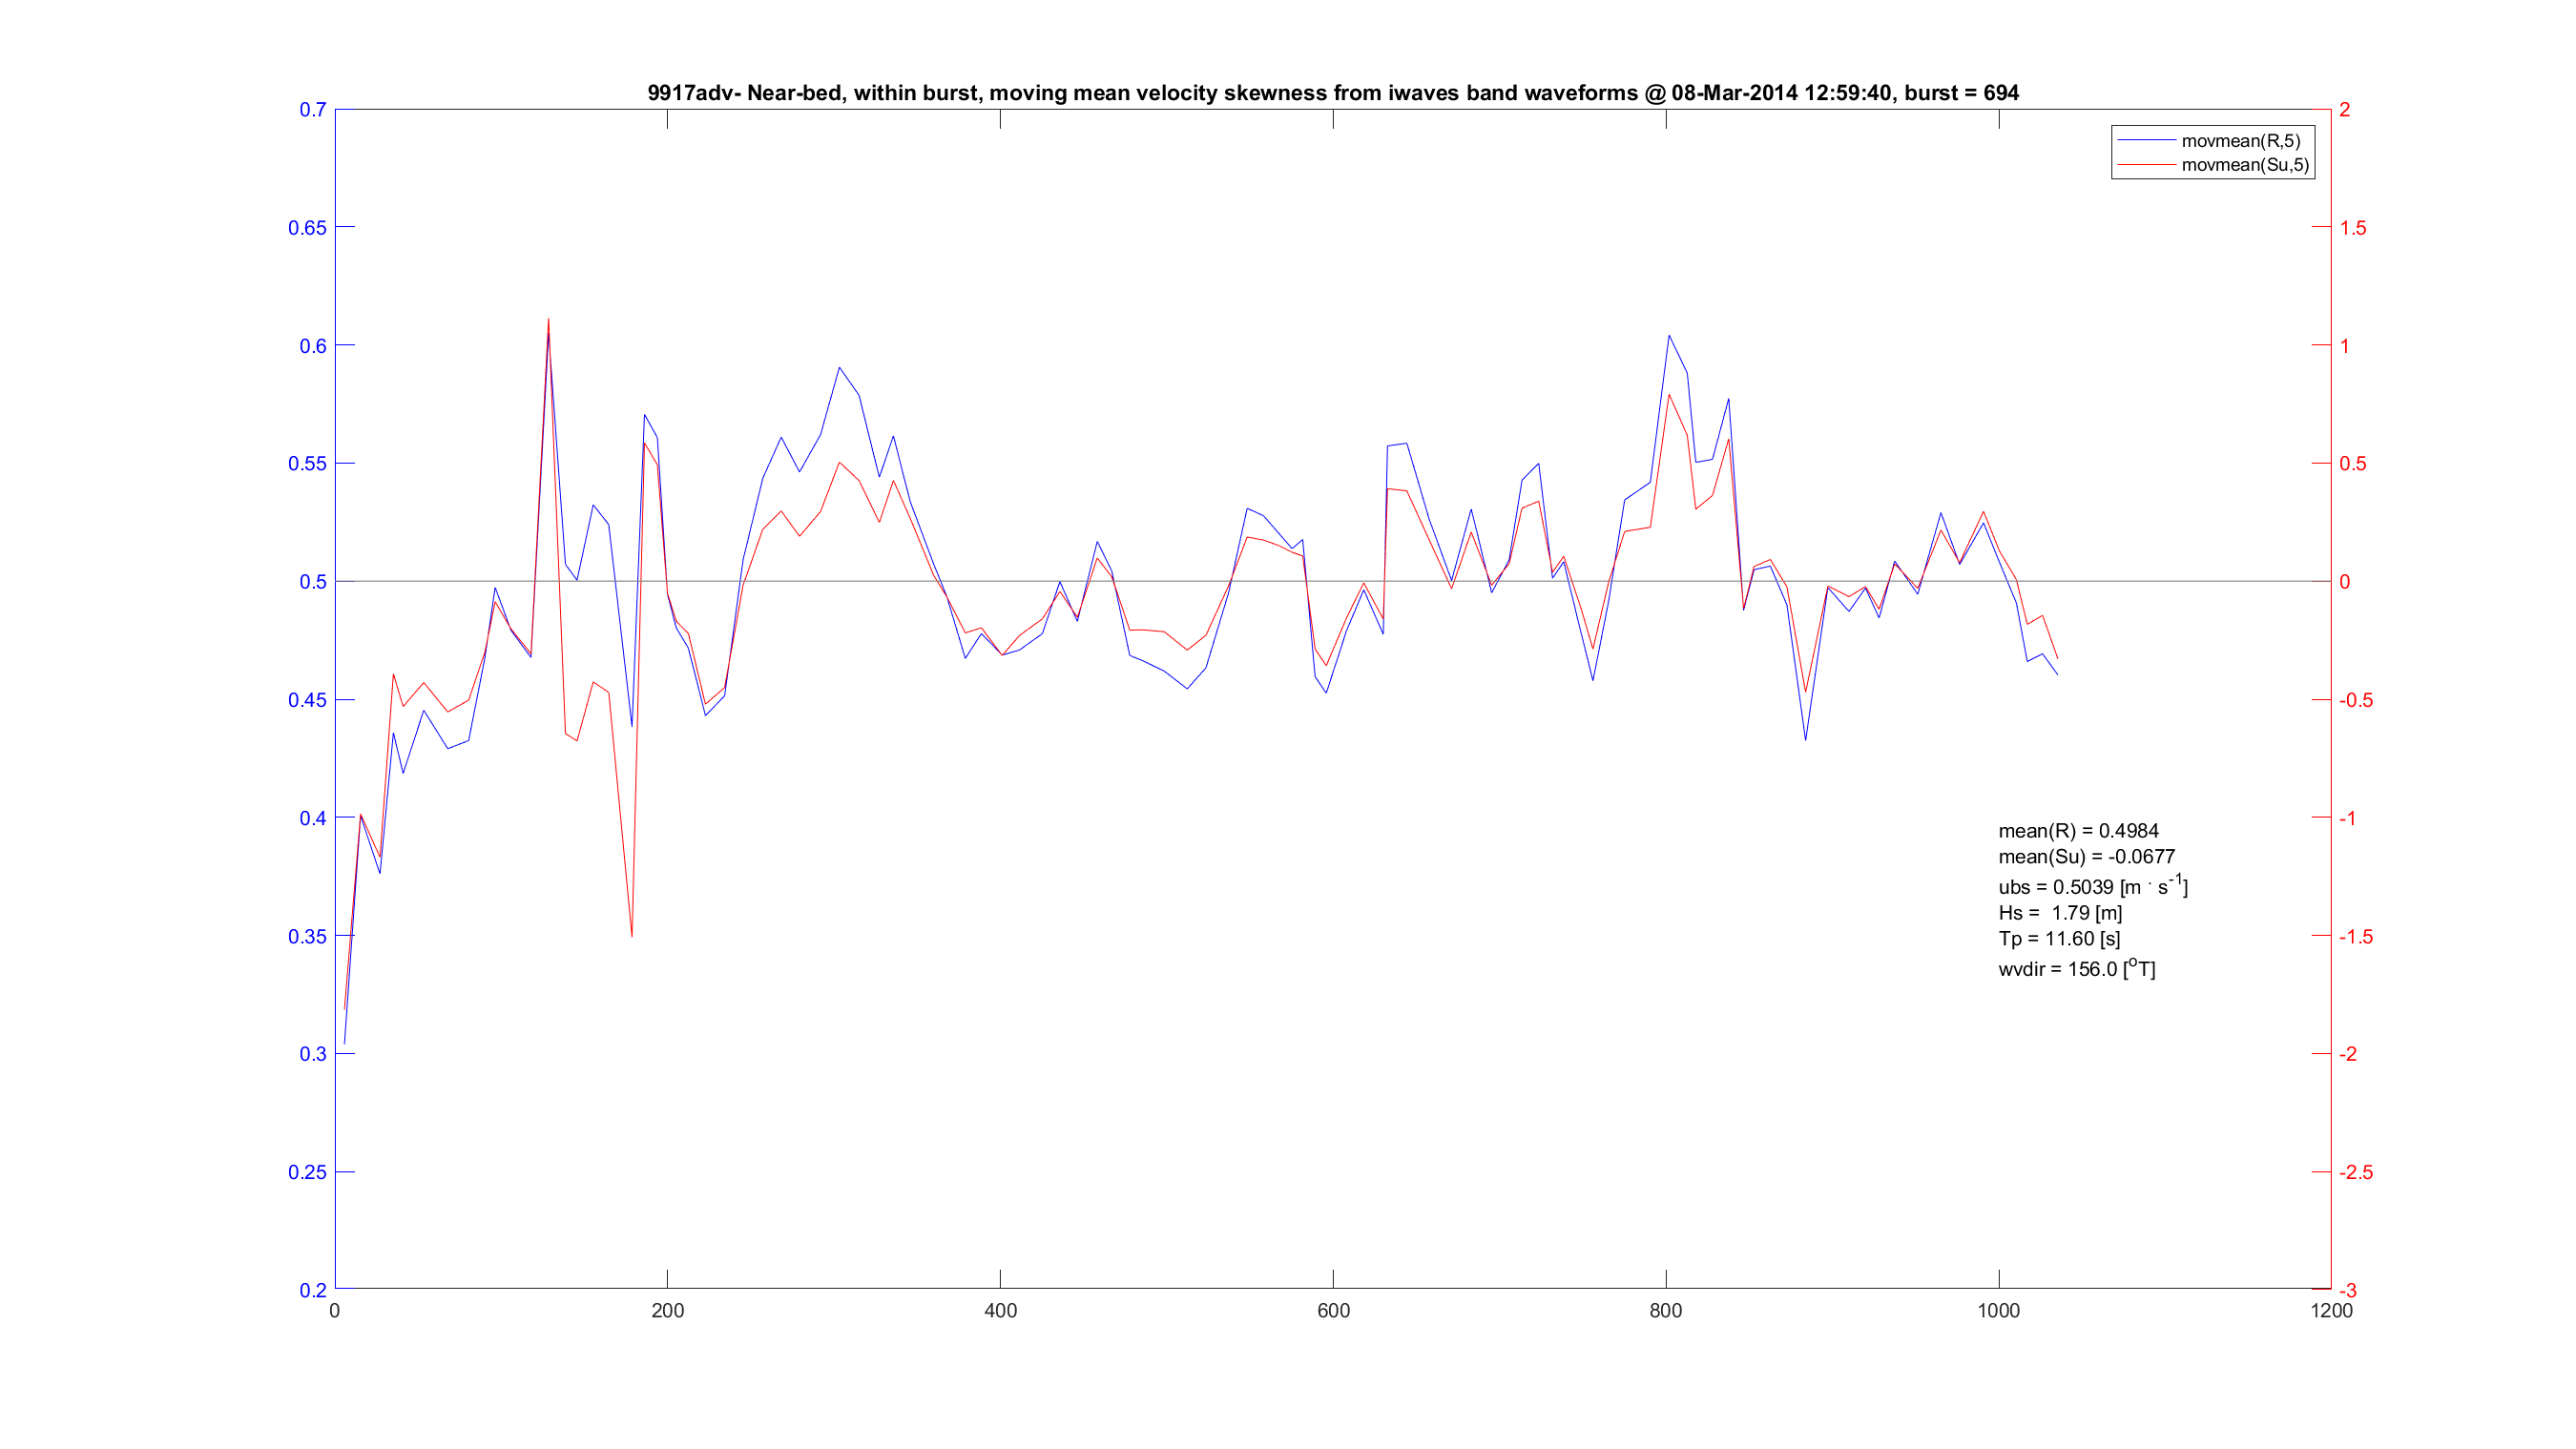 9917adv- Near-bed, within burst, moving mean velocity skewness from iwaves band waveforms @ 08-Mar-2014 12:59:40, burst = 694
movmean(R,5)
movmean(Su,5)
0.7
0.65
0.6
0.55
0.5
0.45
0.4
0.35
0.3
0.25
0.2
2
1.5
1
0.5
0
-0.5
-1
-1.5
-2
-2.5
-3
mean(R) = 0.4984
mean(Su) = -0.0677
ubs = 0.5039 [m · s⁻¹]
Hs = 1.79 [m]
Tp = 11.60 [s]
wvdir = 156.0 [ᵒT]
0 200 400 600 800 1000 1200